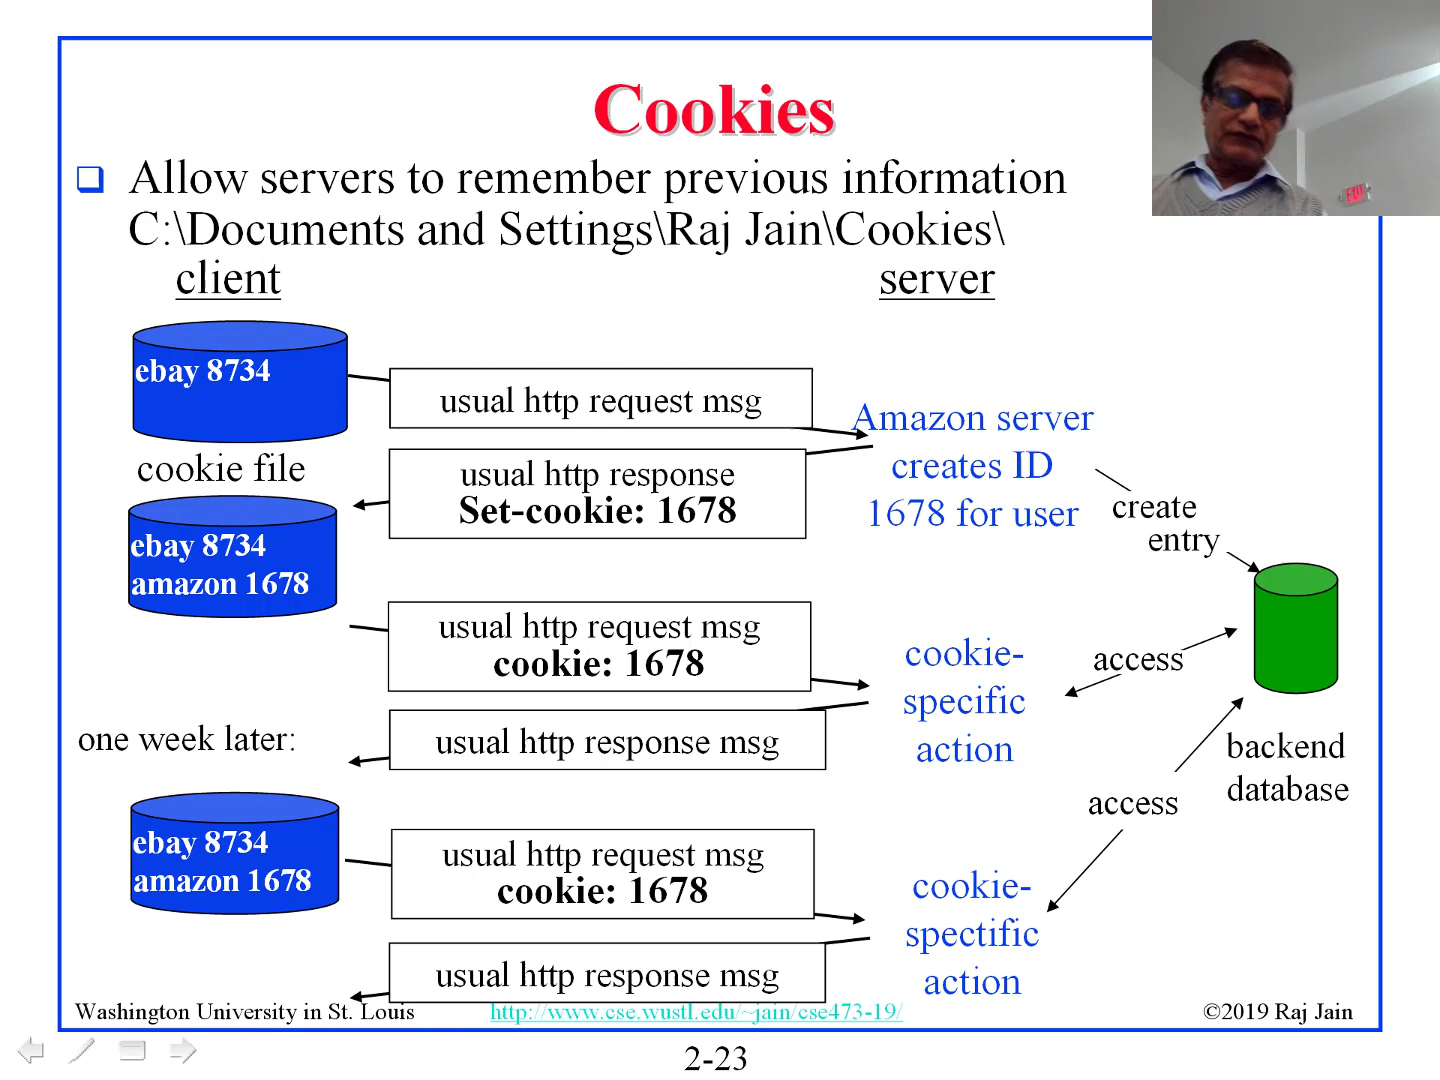 Cookies
Allow servers to remember previous information
C:\Documents and Settings\Raj Jain\Cookies\
client
server
ebay 8734
usual http request msg
Amazon server
creates ID
1678 for user
cookie file
usual http response
Set-cookie: 1678
create
entry
ebay 8734
amazon 1678
usual http request msg
cookie: 1678
cookie-
specific
action
access
one week later:
usual http response msg
backend
database
access
ebay 8734
amazon 1678
usual http request msg
cookie: 1678
cookie-
spectific
action
usual http response msg
Washington University in St. Louis
http://www.cse.wustl.edu/~jain/cse473-19/
©2019 Raj Jain
2-23
EXIT